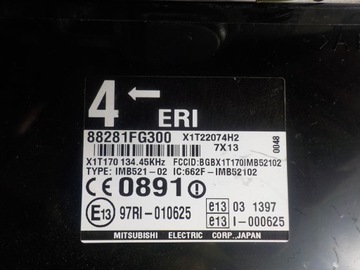 4 ← ERI
88281FG300 X1T22074H2
7X13 0048
X1T170 134.45KHz FCCID:BGBX1T170IMB52102
TYPE: IMB521-02 IC:662F-IMB52102
CE 0891
E13 97RI-010625 e13 03 1397
e13 I-000625
MITSUBISHI ELECTRIC CORP.,JAPAN